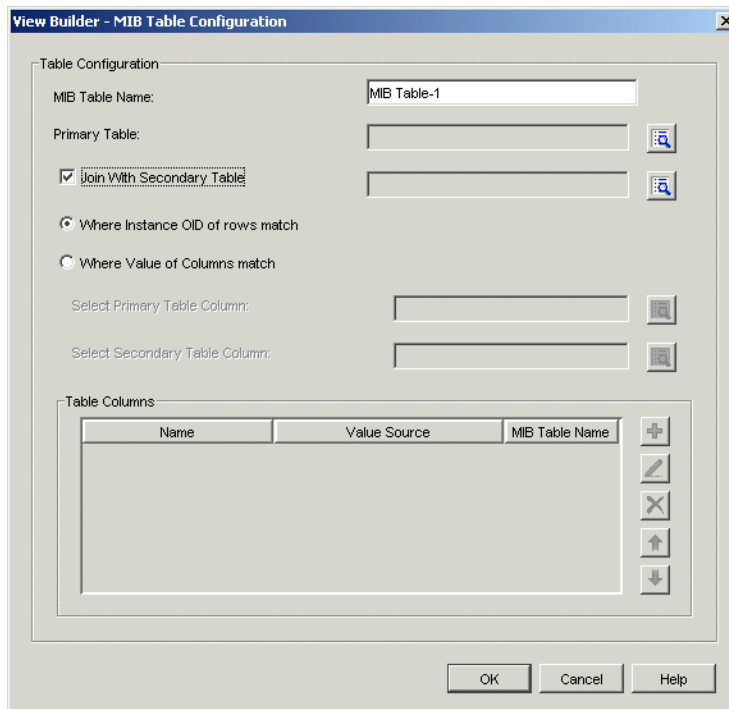 View Builder - MIB Table Configuration
Table Configuration
MIB Table Name:
MIB Table-1
Primary Table:
Join With Secondary Table
Where Instance OID of rows match
Where Value of Columns match
Select Primary Table Column:
Select Secondary Table Column:
Table Columns
Name Value Source MIB Table Name
OK Cancel Help